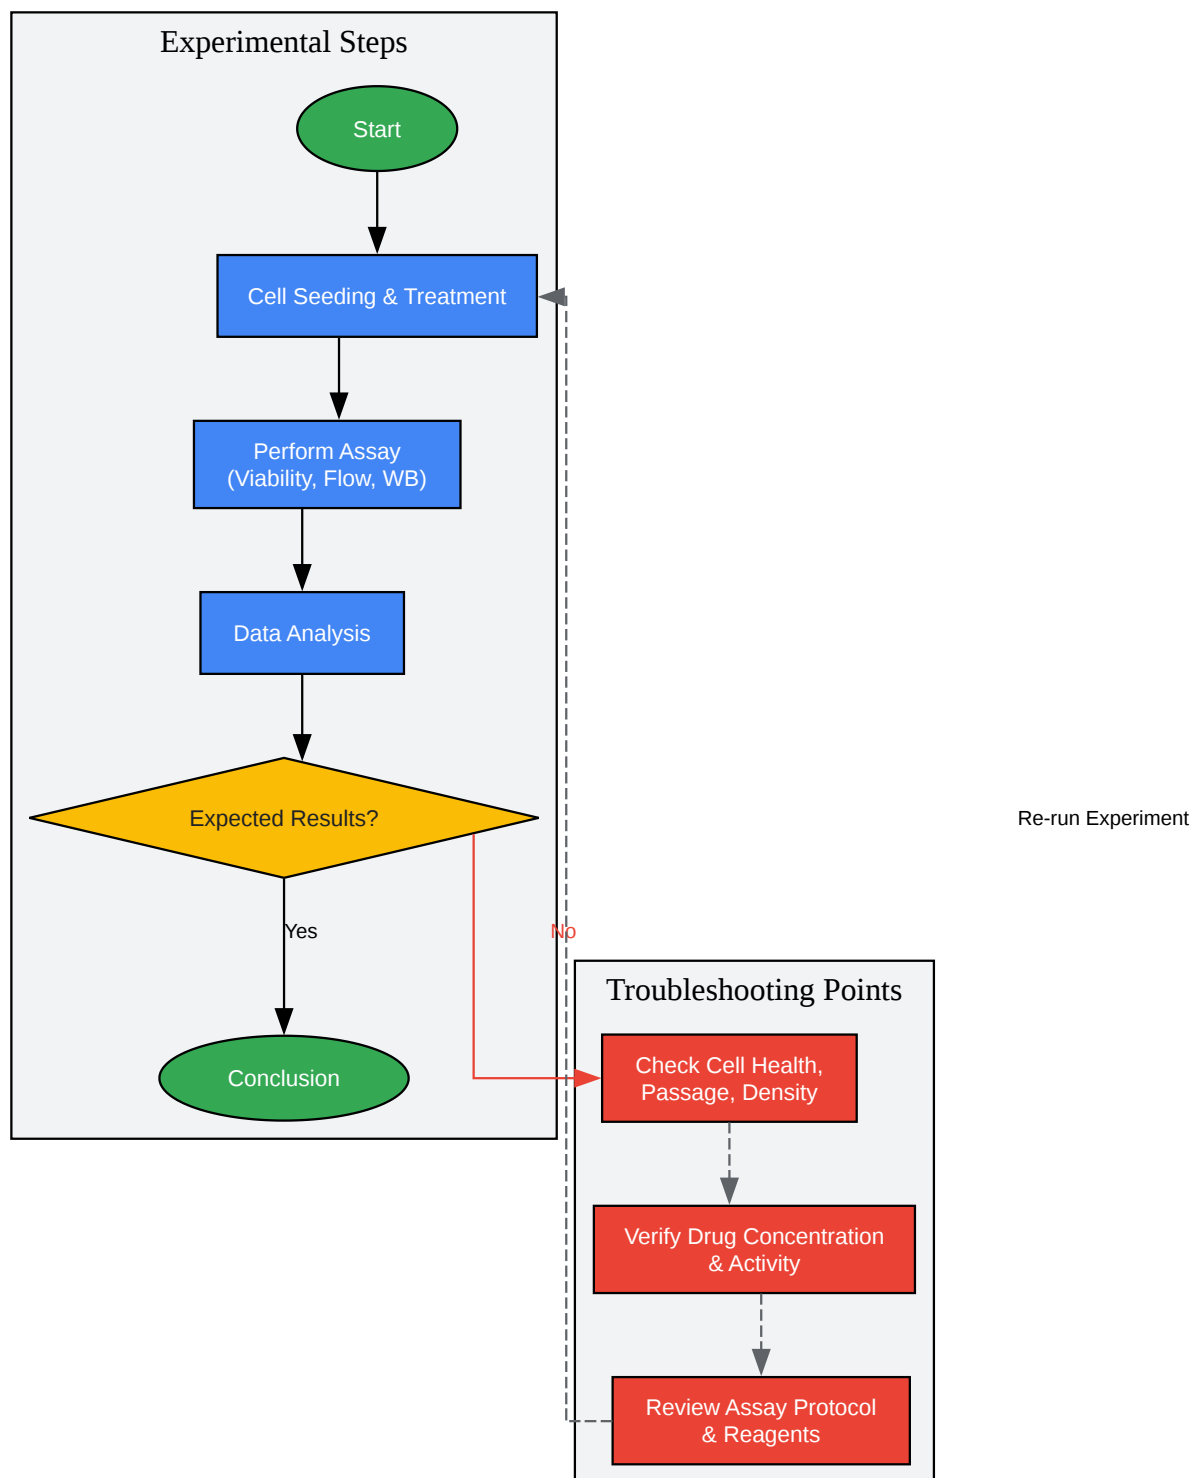 Experimental Steps
Start
Cell Seeding & Treatment
Perform Assay
(Viability, Flow, WB)
Data Analysis
Expected Results?
Re-run Experiment
Yes
No
Conclusion
Troubleshooting Points
Check Cell Health,
Passage, Density
Verify Drug Concentration
& Activity
Review Assay Protocol
& Reagents